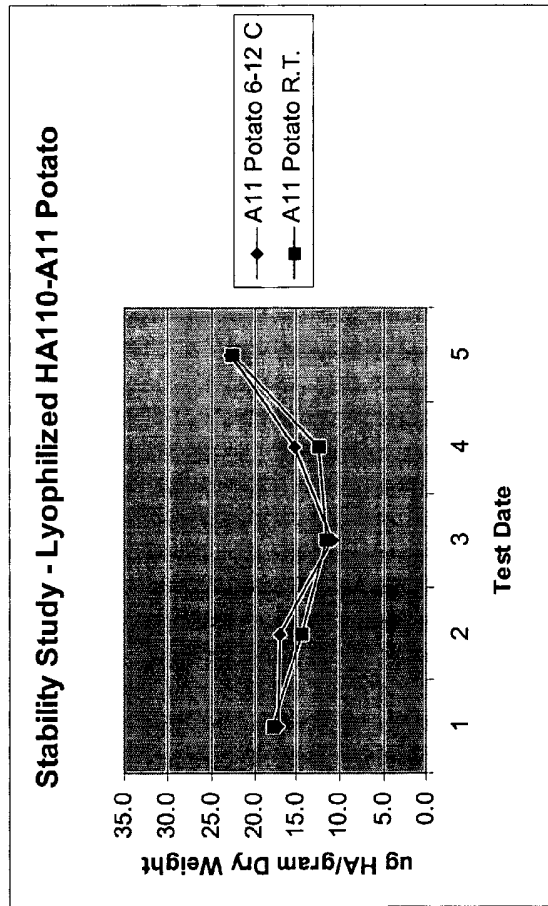 Stability Study - Lyophilized HA110-A11 Potato
35.0
30.0
25.0
20.0
15.0
10.0
5.0
0.0
ug HA/gram Dry Weight
1
2
3
4
5
Test Date
A11 Potato 6-12 C
A11 Potato R.T.